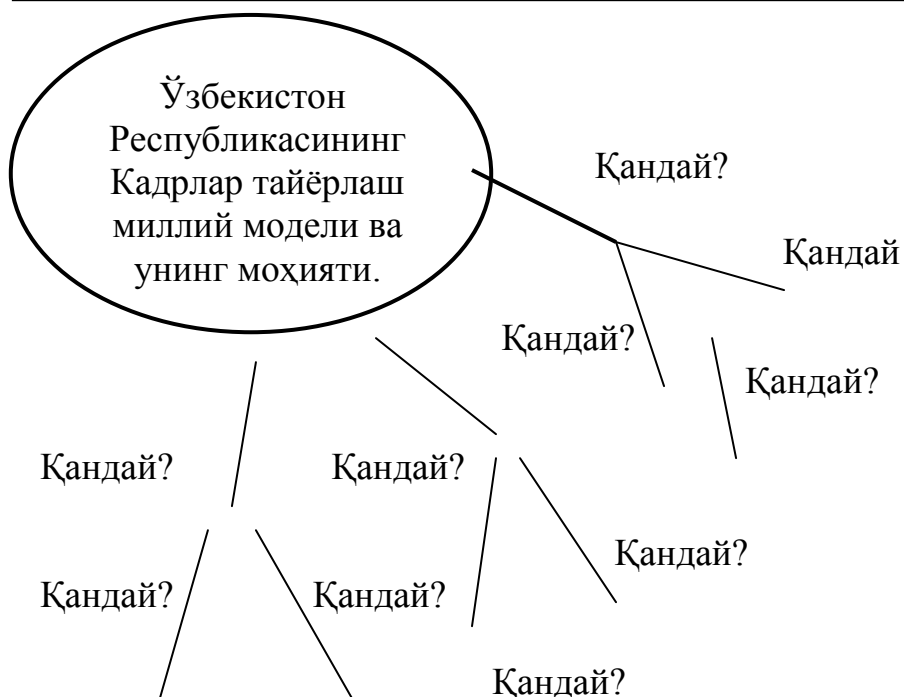 Ўзбекистон
Республикасининг
Кадрлар тайёрлаш
миллий модели ва
унинг моҳияти.
Қандай?
Қандай
Қандай?
Қандай?
Қандай?
Қандай?
Қандай?
Қандай?
Қандай?
Қандай?